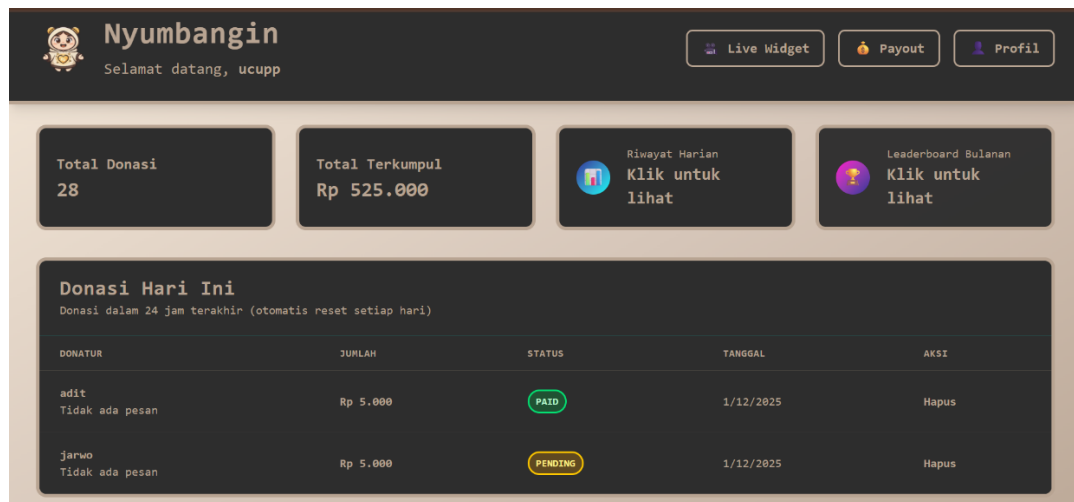 Nyumbangin
Selamat datang, ucupp
Live Widget
Payout
Profil
Total Donasi
28
Total Terkumpul
Rp 525.000
Riwayat Harian
Klik untuk
lihat
Leaderboard Bulanan
Klik untuk
lihat
Donasi Hari Ini
Donasi dalam 24 jam terakhir (otomatis reset setiap hari)
DONATUR JUMLAH STATUS TANGGAL AKSI
adit
Tidak ada pesan
Rp 5.000 PAID 1/12/2025 Hapus
jarwo
Tidak ada pesan
Rp 5.000 PENDING 1/12/2025 Hapus